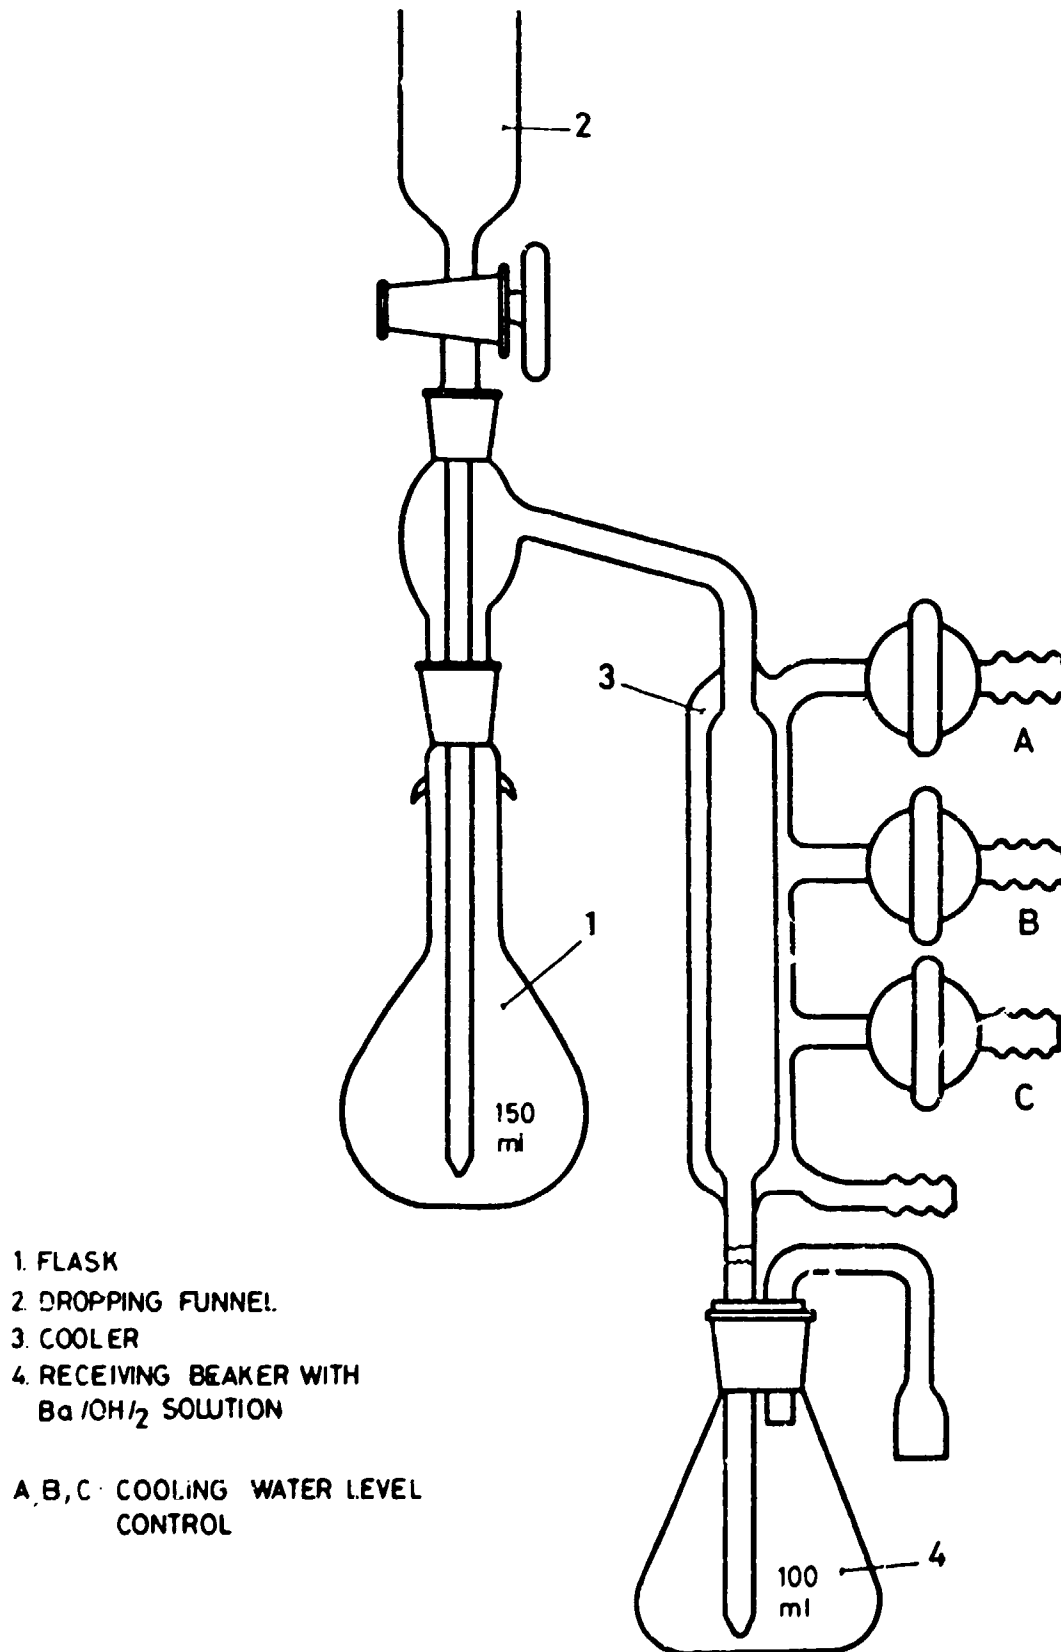 2
3
A
B
1
C
150
ml
1. FLASK
2. DROPPING FUNNEL
3. COOLER
4. RECEIVING BEAKER WITH
Ba /OH/2 SOLUTION
A, B, C COOLING WATER LEVEL
CONTROL
4
100
ml